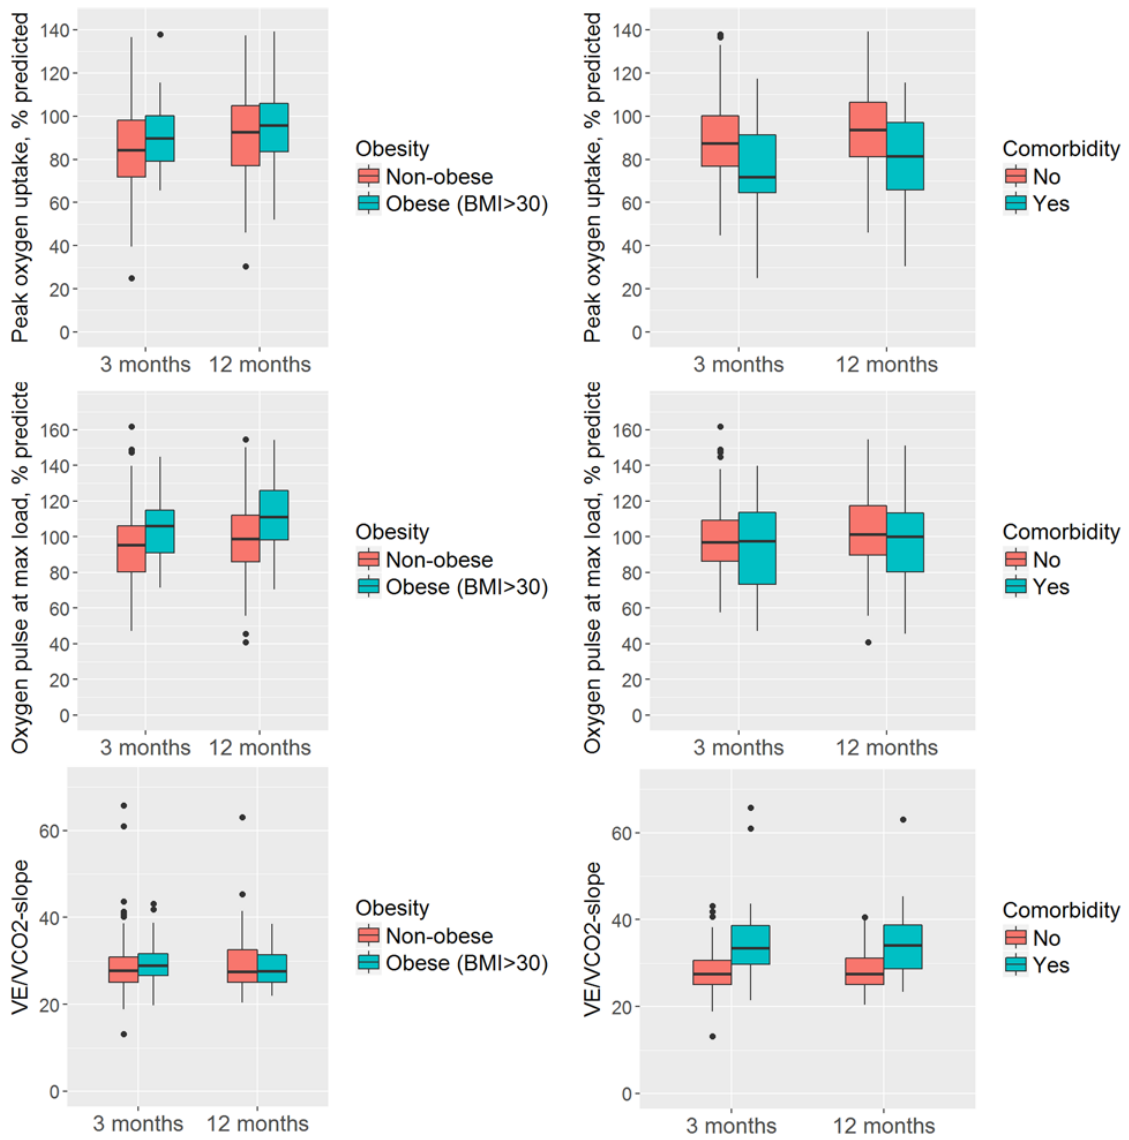 Peak oxygen uptake, % predicted
140
120
100
80
60
40
20
0
3 months
12 months
Obesity
Non-obese
Obese (BMI>30)
Peak oxygen uptake, % predicted
140
120
100
80
60
40
20
0
3 months
12 months
Comorbidity
No
Yes
Oxygen pulse at max load, % predicte
160
140
120
100
80
60
40
20
0
3 months
12 months
Obesity
Non-obese
Obese (BMI>30)
Oxygen pulse at max load, % predicte
160
140
120
100
80
60
40
20
0
3 months
12 months
Comorbidity
No
Yes
VE/VCO2-slope
60
40
20
0
3 months
12 months
Obesity
Non-obese
Obese (BMI>30)
VE/VCO2-slope
60
40
20
0
3 months
12 months
Comorbidity
No
Yes